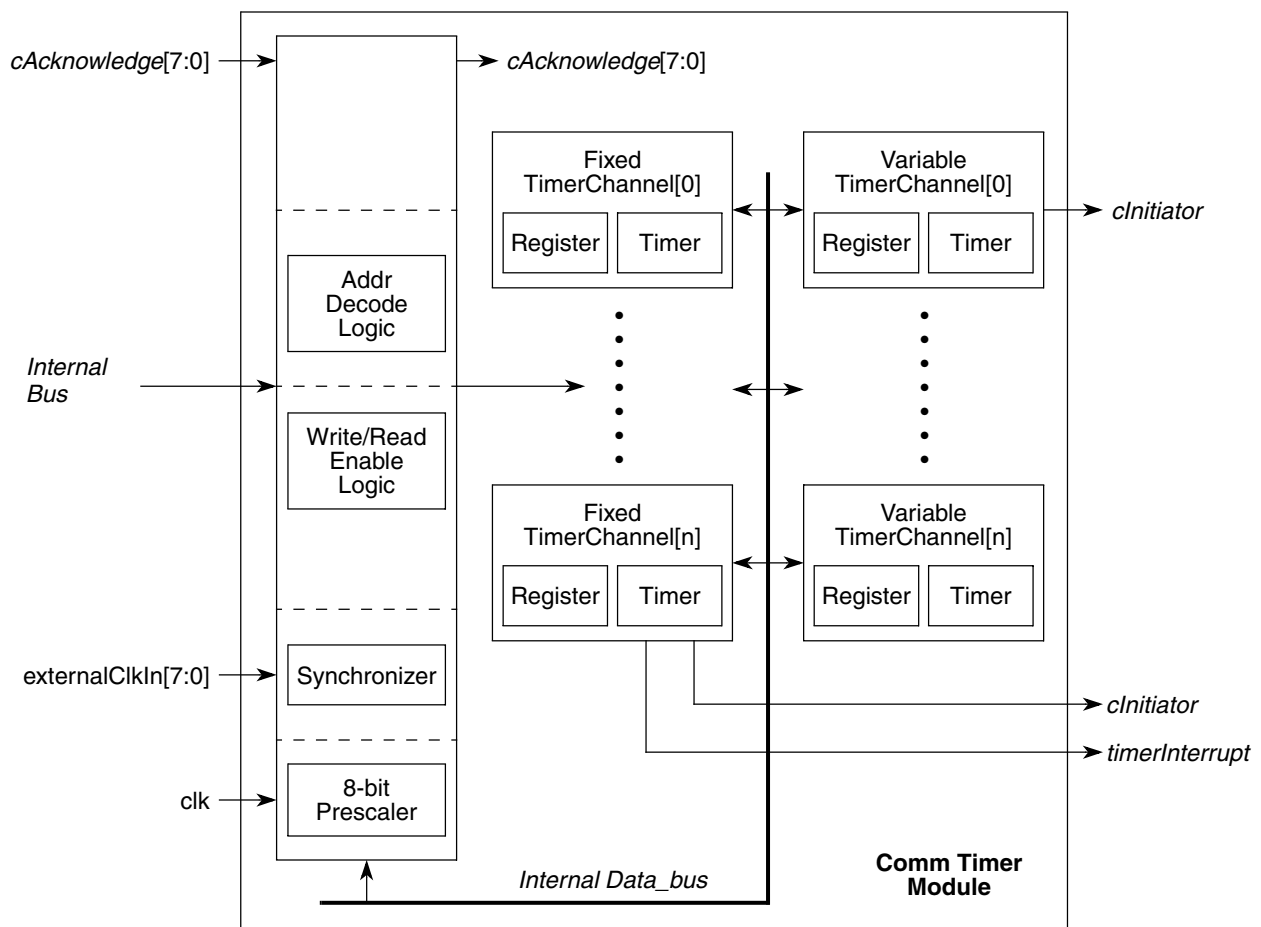 cAcknowledge[7:0]
cAcknowledge[7:0]
Fixed
TimerChannel[0]
Register
Timer
Variable
TimerChannel[0]
Register
Timer
cInitiator
Addr
Decode
Logic
Internal
Bus
Write/Read
Enable
Logic
Fixed
TimerChannel[n]
Register
Timer
Variable
TimerChannel[n]
Register
Timer
externalClkIn[7:0]
Synchronizer
cInitiator
timerInterrupt
clk
8-bit
Prescaler
Internal Data_bus
Comm Timer
Module